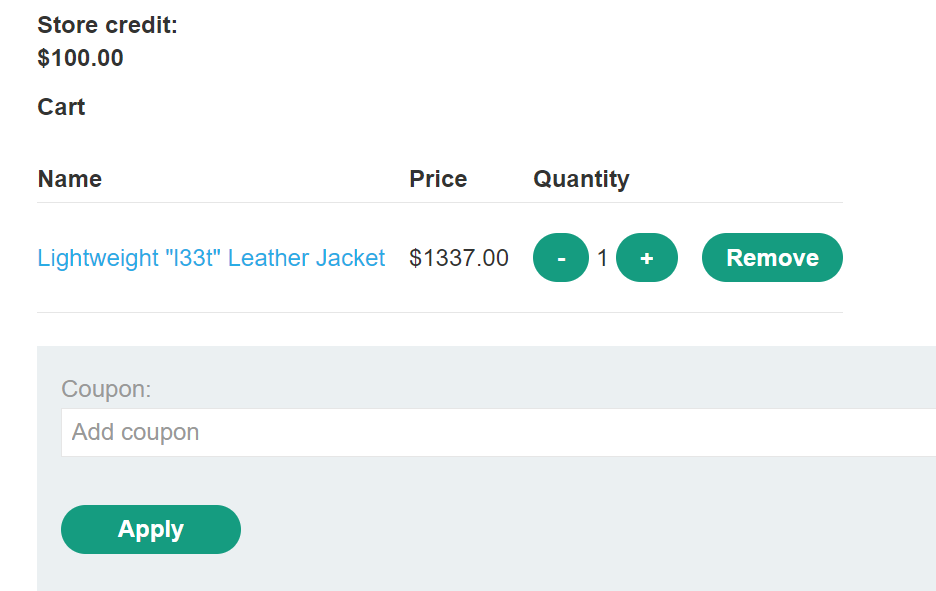 Store credit:
$100.00
Cart
Name Price Quantity
Lightweight "l33t" Leather Jacket $1337.00 - 1 + Remove
Coupon:
Add coupon
Apply